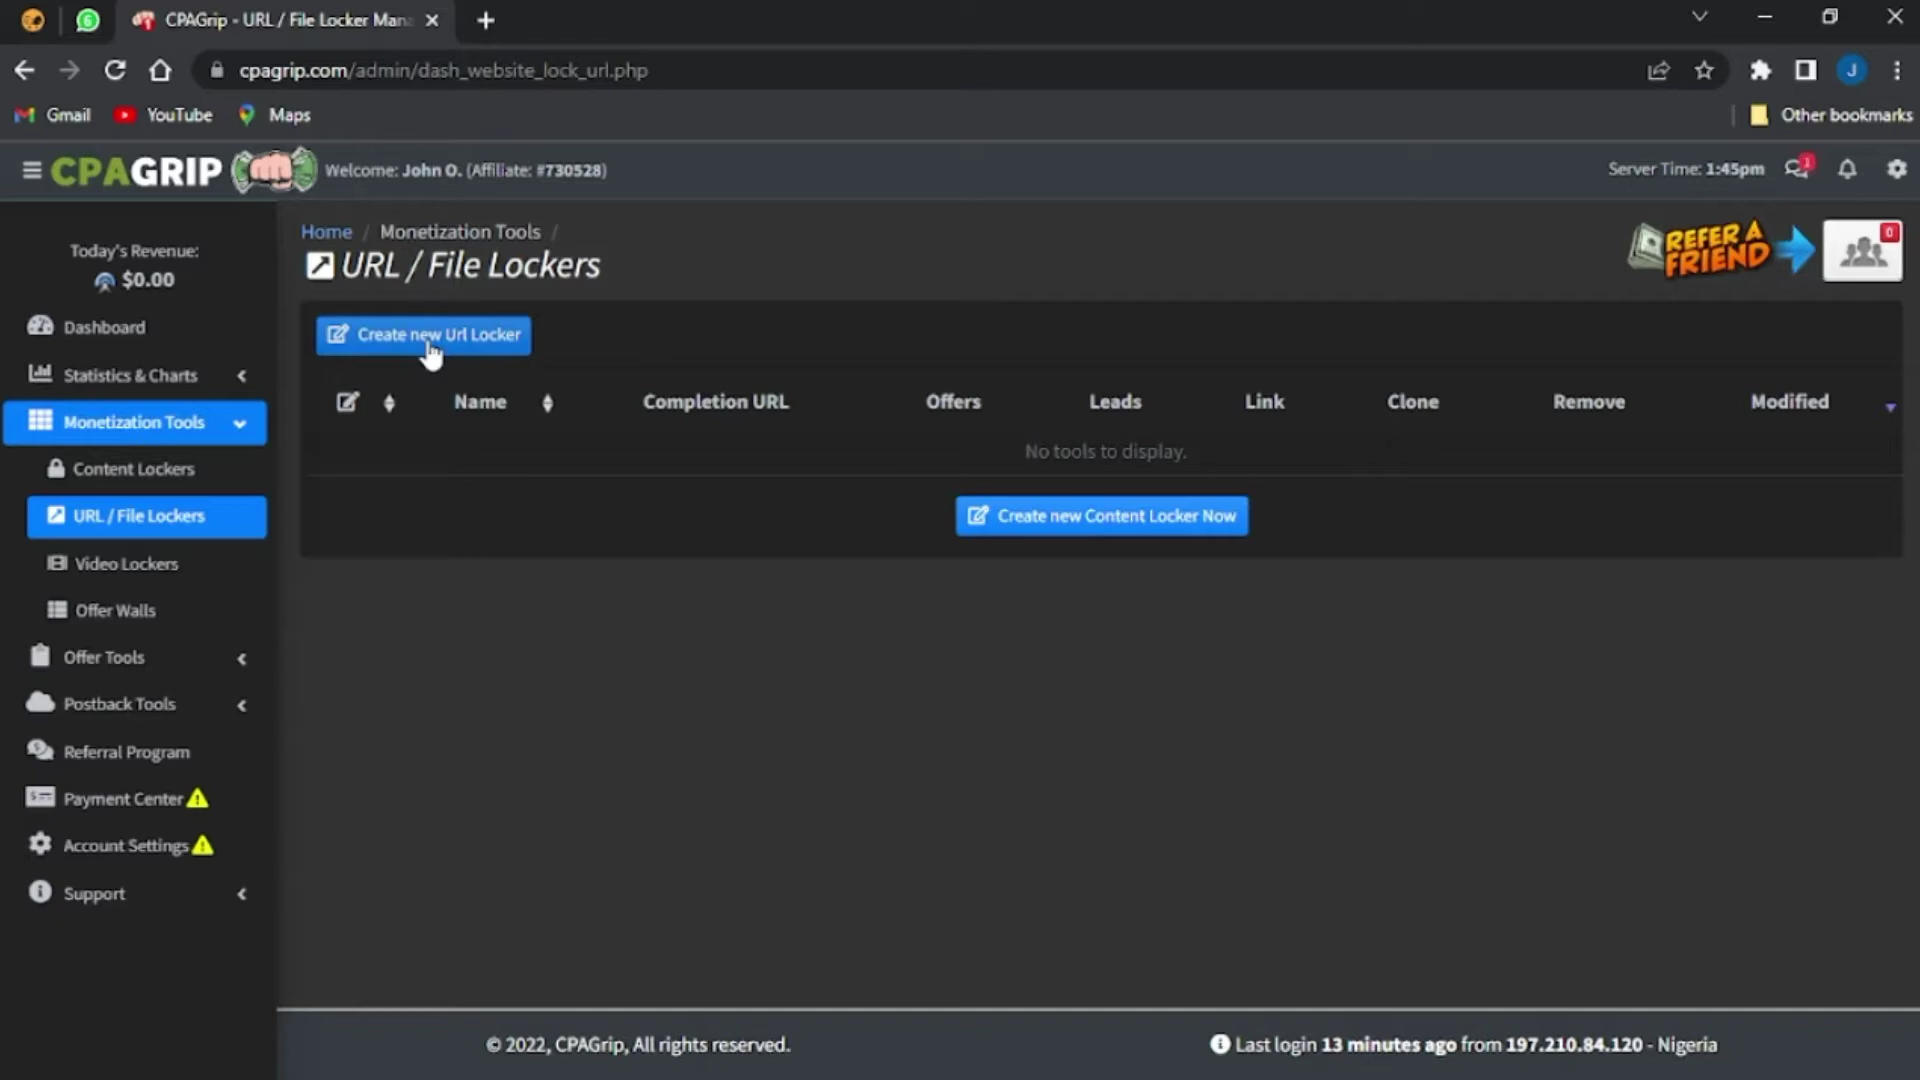 CPAGrip - URL / File Locker Man
cpagrip.com/admin/dash_website_lock_url.php
J
Gmail YouTube Maps Other bookmarks
CPAGRIP Welcome: John O. (Affiliate: #730528) Server Time: 1:45pm 1
Today's Revenue:
$0.00
Dashboard
Statistics & Charts
Monetization Tools
Content Lockers
URL / File Lockers
Video Lockers
Offer Walls
Offer Tools
Postback Tools
Referral Program
Payment Center
Account Settings
Support
Home / Monetization Tools /
URL / File Lockers
REFER A
FRIEND
0
Create new Url Locker
Name Completion URL Offers Leads Link Clone Remove Modified
No tools to display.
Create new Content Locker Now
© 2022, CPAGrip, All rights reserved.
Last login 13 minutes ago from 197.210.84.120 - Nigeria